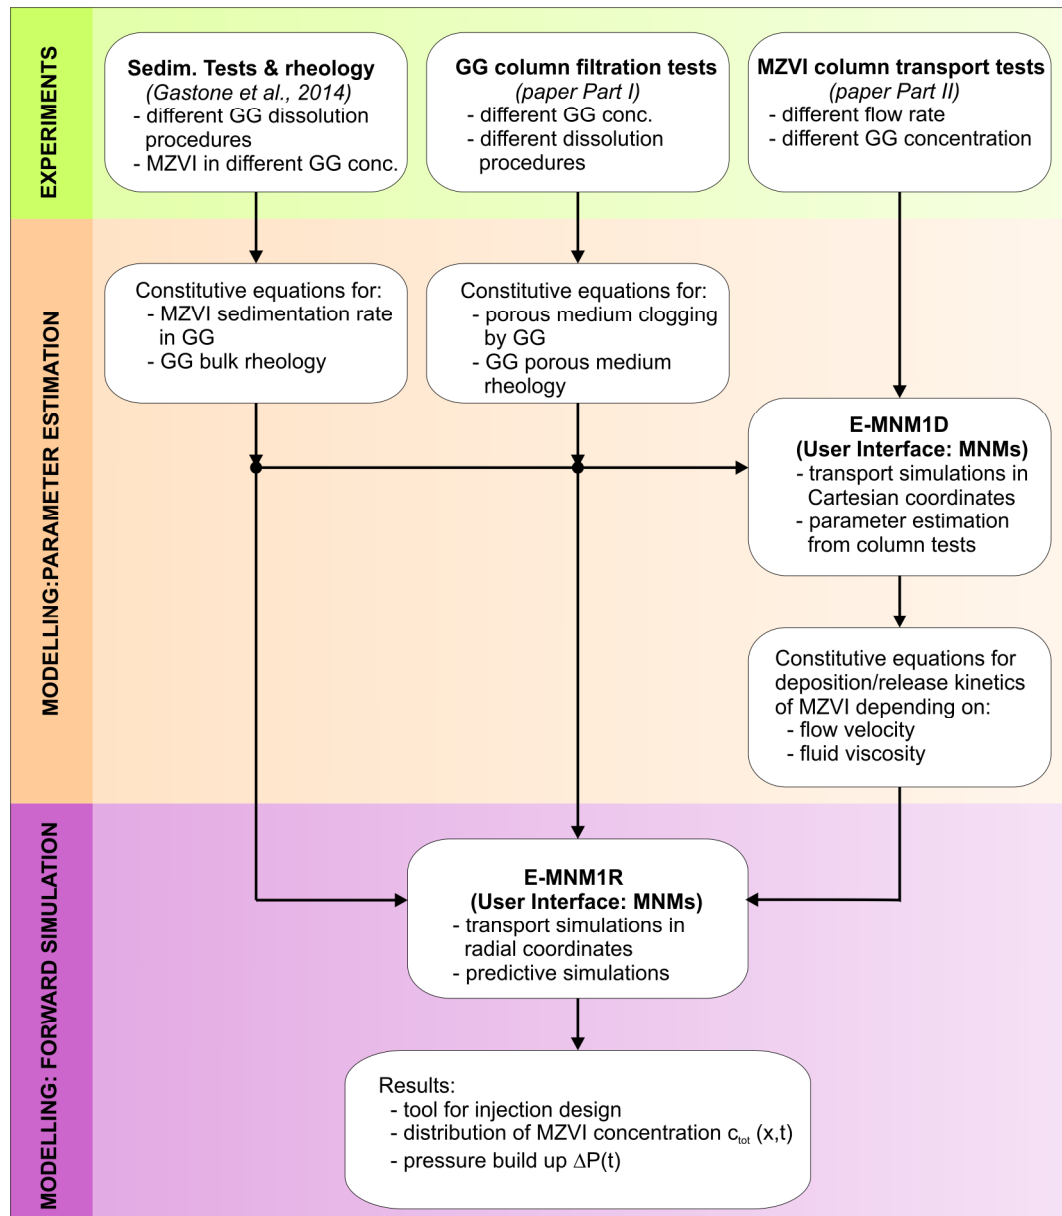 EXPERIMENTS
Sedim. Tests & rheology
(Gastone et al., 2014)
- different GG dissolution
procedures
- MZVI in different GG conc.
GG column filtration tests
(paper Part I)
- different GG conc.
- different dissolution
procedures
MZVI column transport tests
(paper Part II)
- different flow rate
- different GG concentration
MODELLING:PARAMETER ESTIMATION
Constitutive equations for:
- MZVI sedimentation rate
in GG
- GG bulk rheology
Constitutive equations for:
- porous medium clogging
by GG
- GG porous medium
rheology
E-MNM1D
(User Interface: MNMs)
- transport simulations in
Cartesian coordinates
- parameter estimation
from column tests
Constitutive equations for
deposition/release kinetics
of MZVI depending on:
- flow velocity
- fluid viscosity
MODELLING: FORWARD SIMULATION
E-MNM1R
(User Interface: MNMs)
- transport simulations in
radial coordinates
- predictive simulations
Results:
- tool for injection design
- distribution of MZVI concentration ctot (x,t)
- pressure build up ΔP(t)